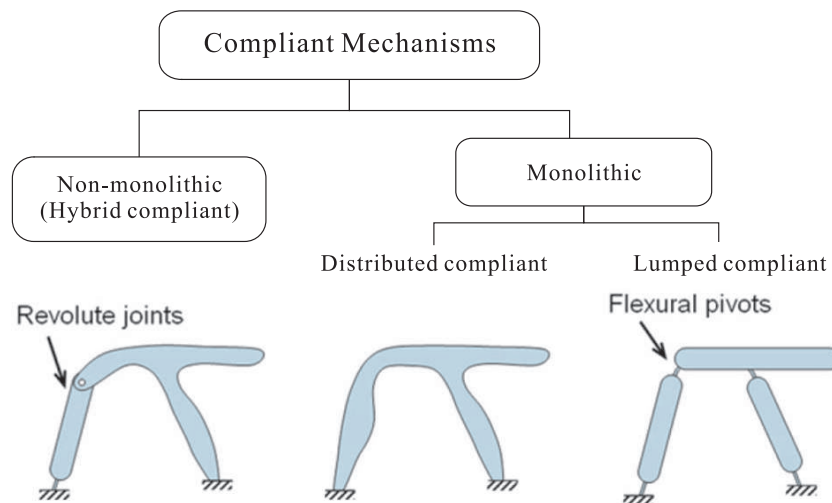 Compliant Mechanisms
Non-monolithic
(Hybrid compliant)
Monolithic
Distributed compliant
Lumped compliant
Revolute joints
Flexural pivots